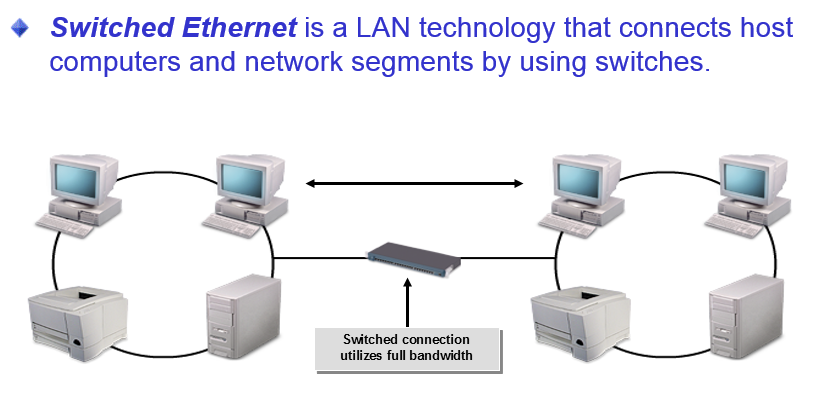 Switched Ethernet is a LAN technology that connects host
computers and network segments by using switches.
Switched connection
utilizes full bandwidth